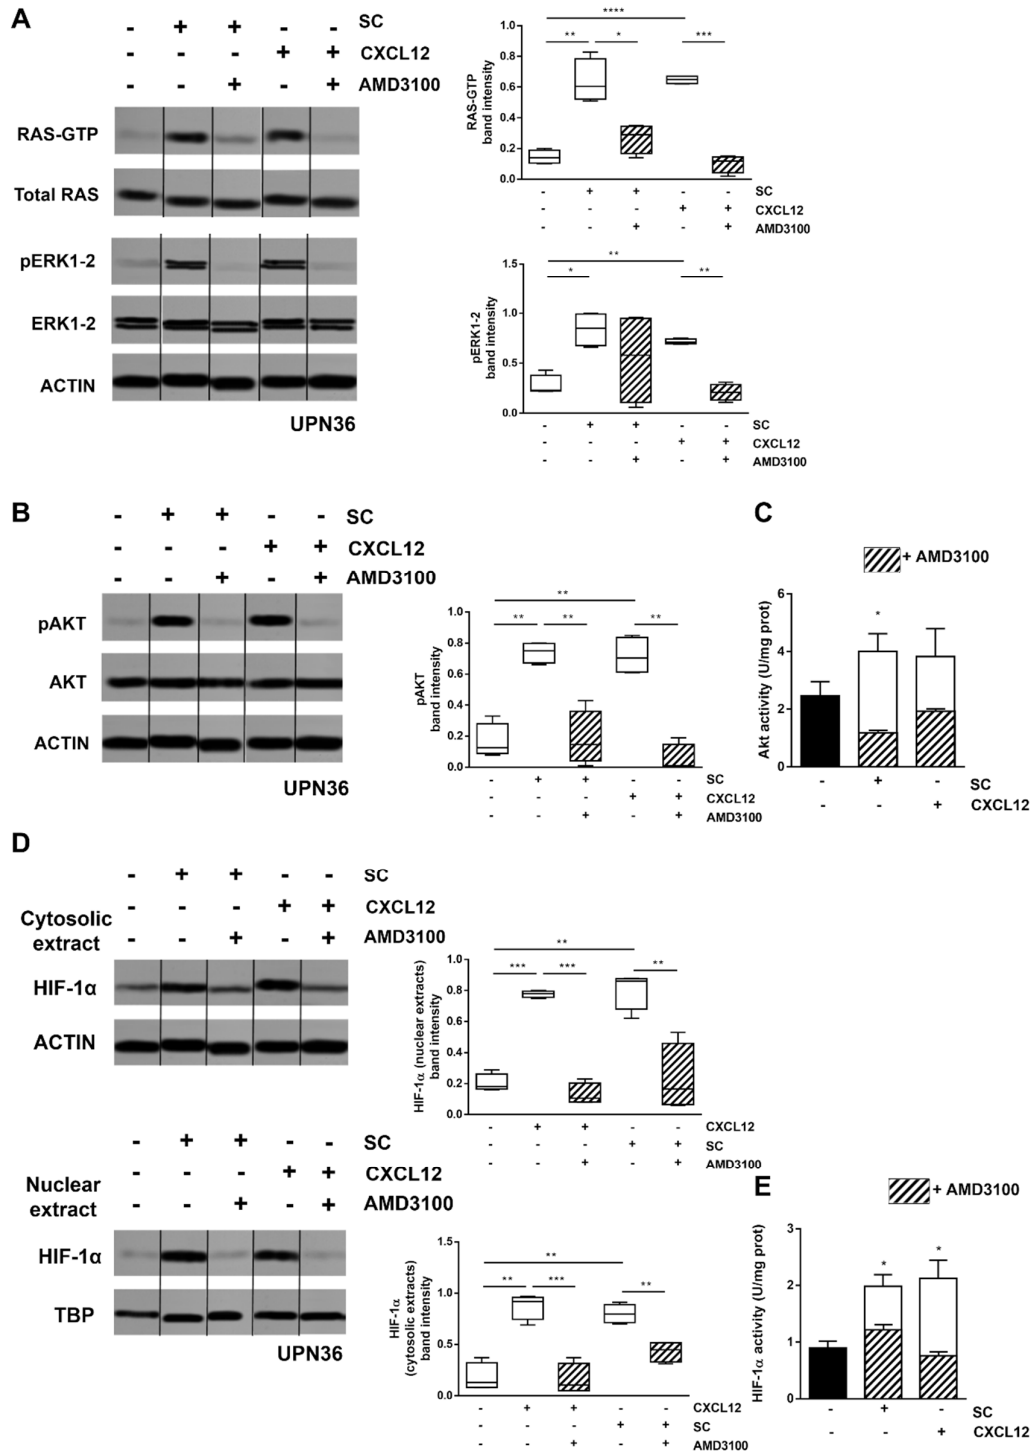 A
- + + - - SC
- - - + + CXCL12
- - + - + AMD3100
RAS-GTP
Total RAS
pERK1-2
ERK1-2
ACTIN
UPN36
RAS-GTP
band intensity
1.0
0.8
0.6
0.4
0.2
0.0
****
** * ***
- + + - - SC
- - - + + CXCL12
- - + - + AMD3100
pERK1-2
band intensity
1.5
1.0
0.5
0.0
**
* **
- + + - - SC
- - - + + CXCL12
- - + - + AMD3100
B
- + + - - SC
- - - + + CXCL12
- - + - + AMD3100
pAKT
AKT
ACTIN
UPN36
pAKT
band intensity
1.0
0.8
0.6
0.4
0.2
0.0
**
** ** **
- + + - - SC
- - - + + CXCL12
- - + - + AMD3100
C
+ AMD3100
Akt activity (U/mg prot)
6
4
2
0
*
- + - SC
- - + CXCL12
D
- + + - - SC
- - - + + CXCL12
Cytosolic
extract
- - + - + AMD3100
HIF-1α
ACTIN
HIF-1α (nuclear extracts)
band intensity
1.0
0.8
0.6
0.4
0.2
0.0
**
*** *** **
- + + - - CXCL12
- - - + + SC
- - + - + AMD3100
- + + - - SC
- - - + + CXCL12
Nuclear
extract
- - + - + AMD3100
HIF-1α
TBP
UPN36
HIF-1α
(cytosolic extracts)
band intensity
1.5
1.0
0.5
0.0
**
** *** **
- + + - - CXCL12
- - - + + SC
- - + - + AMD3100
E
+ AMD3100
HIF-1α activity (U/mg prot)
3
2
1
0
* *
- + - SC
- - + CXCL12